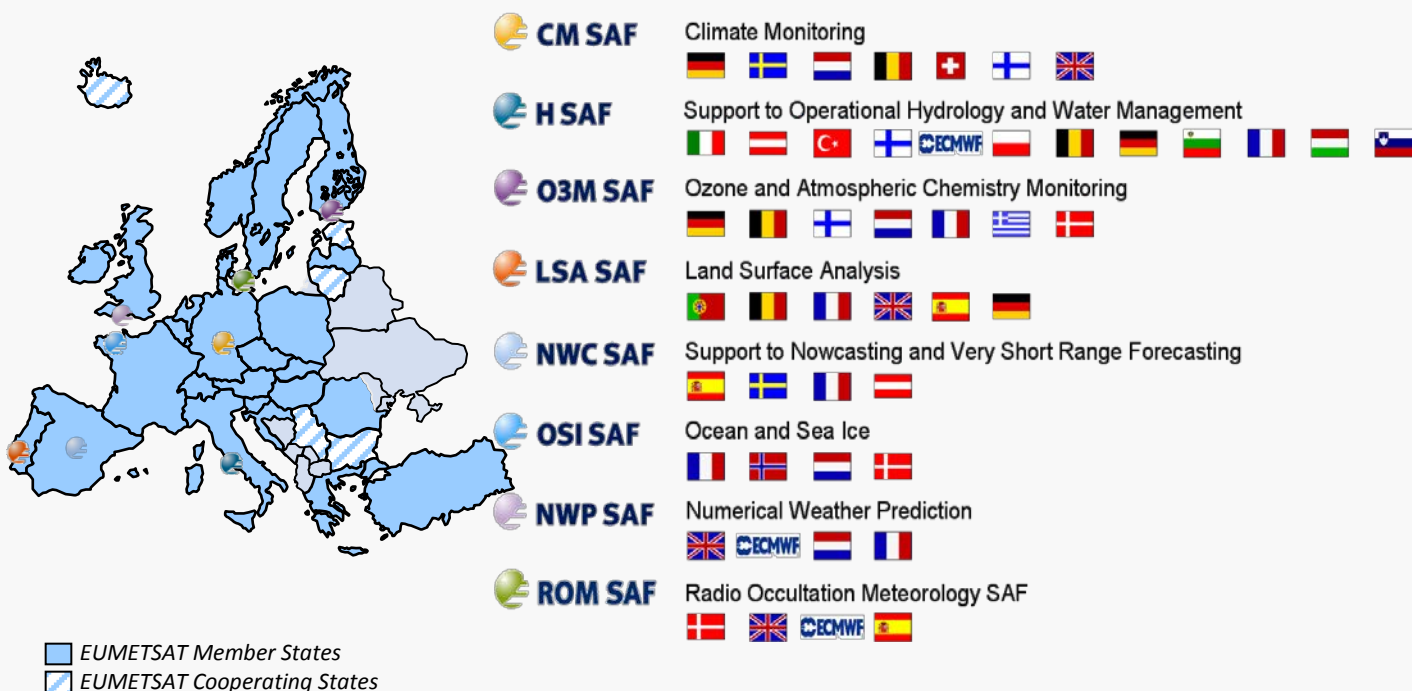 CM SAF Climate Monitoring
H SAF Support to Operational Hydrology and Water Management
ECMWF
O3M SAF Ozone and Atmospheric Chemistry Monitoring
LSA SAF Land Surface Analysis
NWC SAF Support to Nowcasting and Very Short Range Forecasting
OSI SAF Ocean and Sea Ice
NWP SAF Numerical Weather Prediction
ECMWF
ROM SAF Radio Occultation Meteorology SAF
ECMWF
EUMETSAT Member States
EUMETSAT Cooperating States